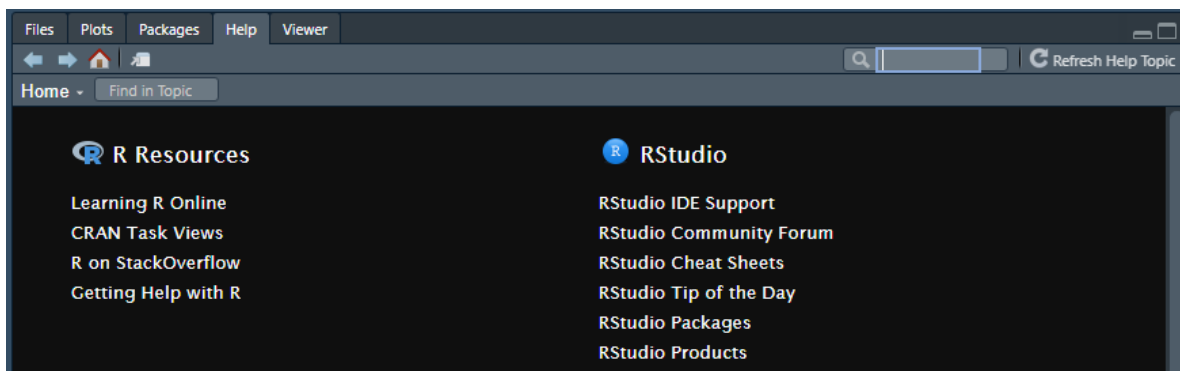 Files Plots Packages Help Viewer
Refresh Help Topic
Home Find in Topic
R R Resources
Learning R Online
CRAN Task Views
R on StackOverflow
Getting Help with R
R RStudio
RStudio IDE Support
RStudio Community Forum
RStudio Cheat Sheets
RStudio Tip of the Day
RStudio Packages
RStudio Products